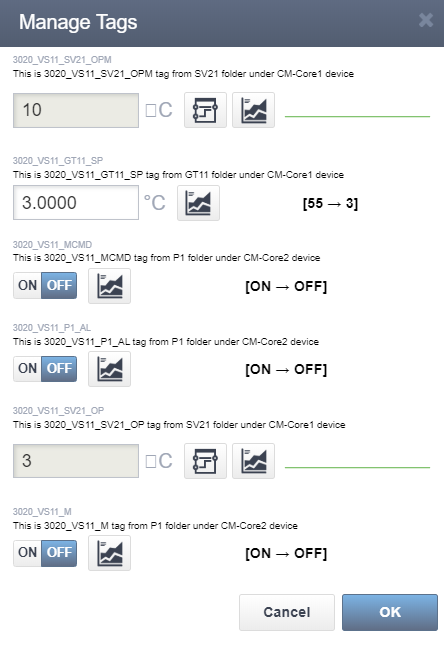 Manage Tags
3020_VS11_SV21_OPM
This is 3020_VS11_SV21_OPM tag from SV21 folder under CM-Core1 device
10 □C
3020_VS11_GT11_SP
This is 3020_VS11_GT11_SP tag from GT11 folder under CM-Core1 device
3.0000 °C [55 → 3]
3020_VS11_MCMD
This is 3020_VS11_MCMD tag from P1 folder under CM-Core2 device
ON OFF [ON → OFF]
3020_VS11_P1_AL
This is 3020_VS11_P1_AL tag from P1 folder under CM-Core2 device
ON OFF [ON → OFF]
3020_VS11_SV21_OP
This is 3020_VS11_SV21_OP tag from SV21 folder under CM-Core1 device
3 □C
3020_VS11_M
This is 3020_VS11_M tag from P1 folder under CM-Core2 device
ON OFF [ON → OFF]
Cancel OK